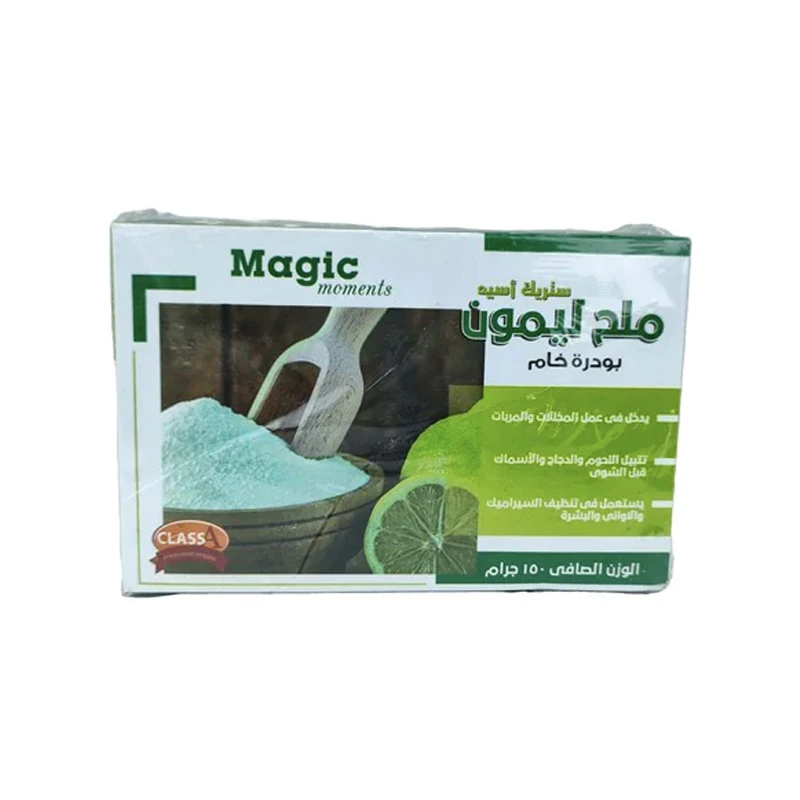 Magic
moments
ستريك أسيد
ملح ليمون
بودرة خام
يدخل فى عمل المخللات والمربات
تتبيل اللحوم والدجاج والأسماك
قبل الشوى
يستعمل فى تنظيف السيراميك
والاوانى والبشرة
الوزن الصافى ١٥٠ جرام
CLASS A